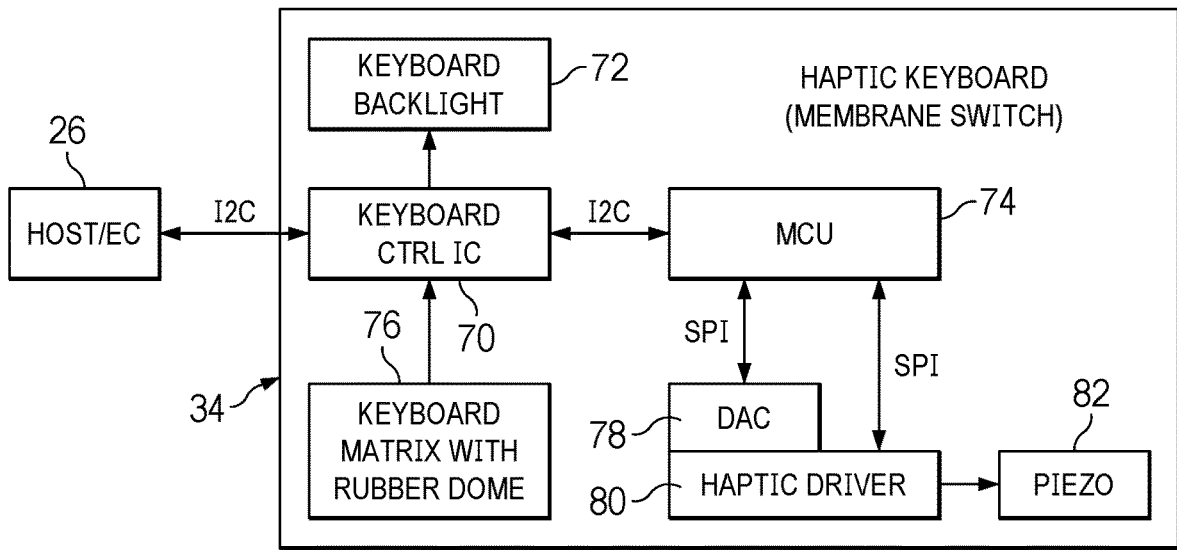 KEYBOARD
BACKLIGHT
72
HAPTIC KEYBOARD
(MEMBRANE SWITCH)
26
HOST/EC
I2C
KEYBOARD
CTRL IC
I2C
MCU
74
76
70
SPI
SPI
34
KEYBOARD
MATRIX WITH
RUBBER DOME
78
DAC
82
80
HAPTIC DRIVER
PIEZO